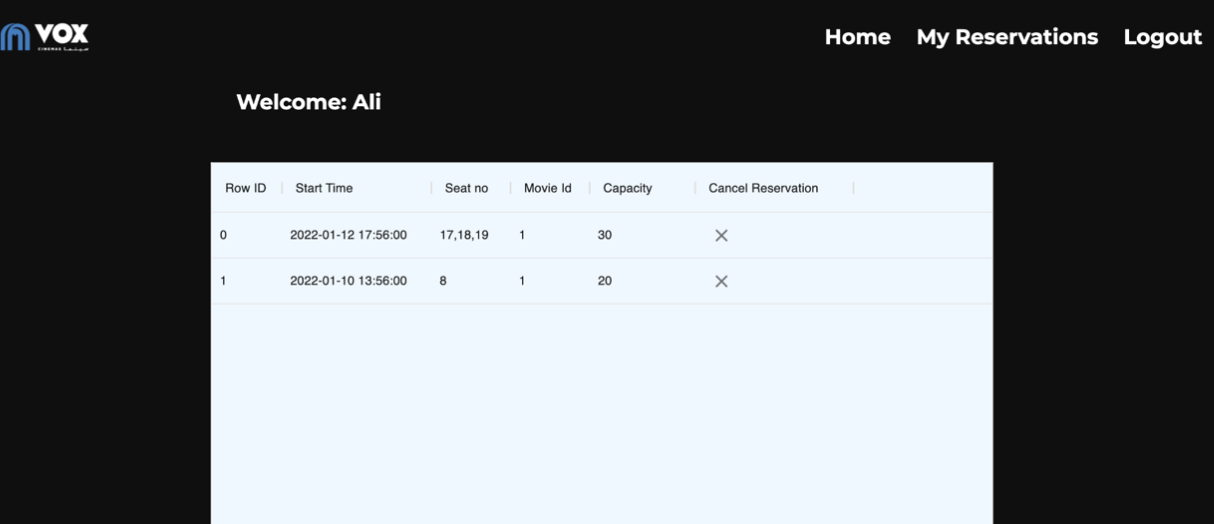 VOX
CINEMAS سينما
Home My Reservations Logout
Welcome: Ali
Row ID Start Time Seat no Movie Id Capacity Cancel Reservation
0 2022-01-12 17:56:00 17,18,19 1 30
1 2022-01-10 13:56:00 8 1 20